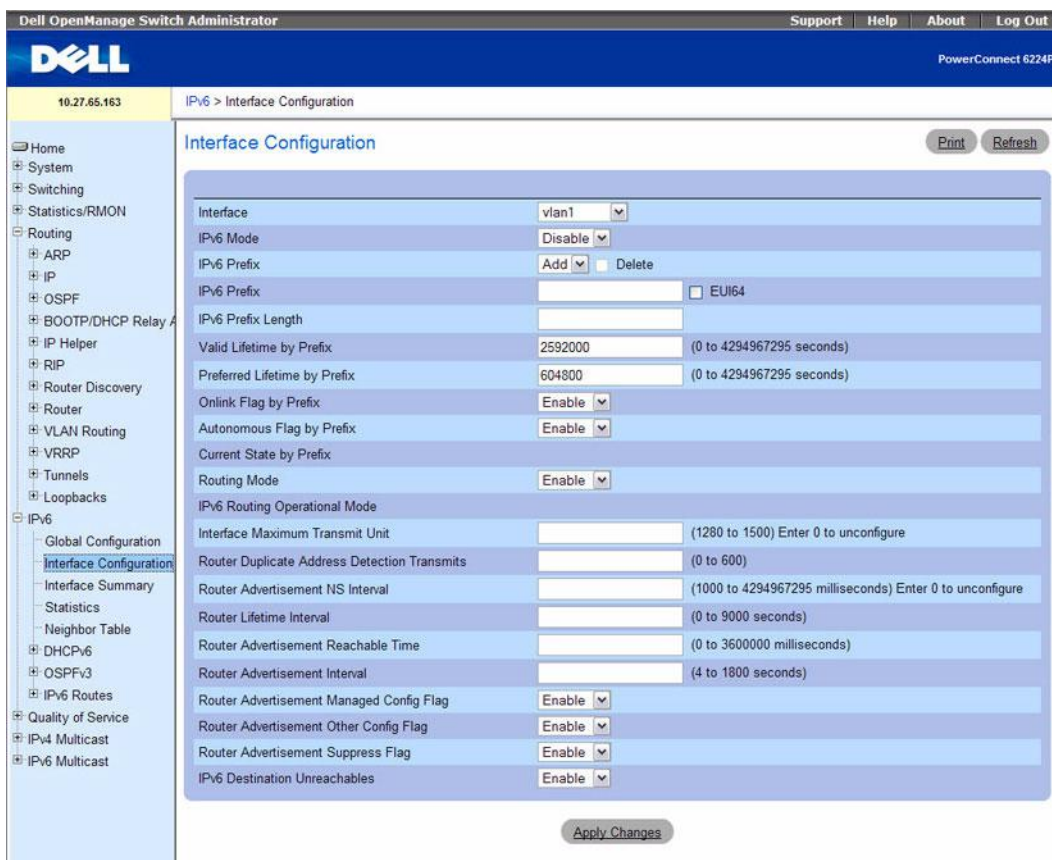 Dell OpenManage Switch Administrator
Support Help About Log Out
DELL
PowerConnect 6224P
10.27.65.163
IPv6 > Interface Configuration
Home
System
Switching
Statistics/RMON
Routing
ARP
IP
OSPF
BOOTP/DHCP Relay A
IP Helper
RIP
Router Discovery
Router
VLAN Routing
VRRP
Tunnels
Loopbacks
IPv6
Global Configuration
Interface Configuration
Interface Summary
Statistics
Neighbor Table
DHCPv6
OSPFv3
IPv6 Routes
Quality of Service
IPv4 Multicast
IPv6 Multicast
Interface Configuration
Print Refresh
Interface vlan1
IPv6 Mode Disable
IPv6 Prefix Add Delete
IPv6 Prefix EUI64
IPv6 Prefix Length
Valid Lifetime by Prefix 2592000 (0 to 4294967295 seconds)
Preferred Lifetime by Prefix 604800 (0 to 4294967295 seconds)
Onlink Flag by Prefix Enable
Autonomous Flag by Prefix Enable
Current State by Prefix
Routing Mode Enable
IPv6 Routing Operational Mode
Interface Maximum Transmit Unit (1280 to 1500) Enter 0 to unconfigure
Router Duplicate Address Detection Transmits (0 to 600)
Router Advertisement NS Interval (1000 to 4294967295 milliseconds) Enter 0 to unconfigure
Router Lifetime Interval (0 to 9000 seconds)
Router Advertisement Reachable Time (0 to 3600000 milliseconds)
Router Advertisement Interval (4 to 1800 seconds)
Router Advertisement Managed Config Flag Enable
Router Advertisement Other Config Flag Enable
Router Advertisement Suppress Flag Enable
IPv6 Destination Unreachables Enable
Apply Changes